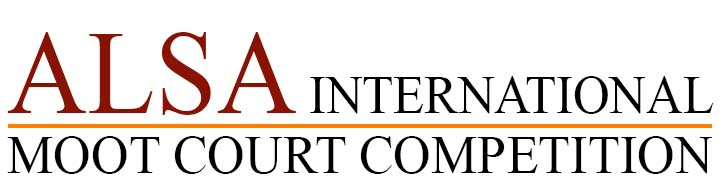 ALSA INTERNATIONAL
MOOT COURT COMPETITION